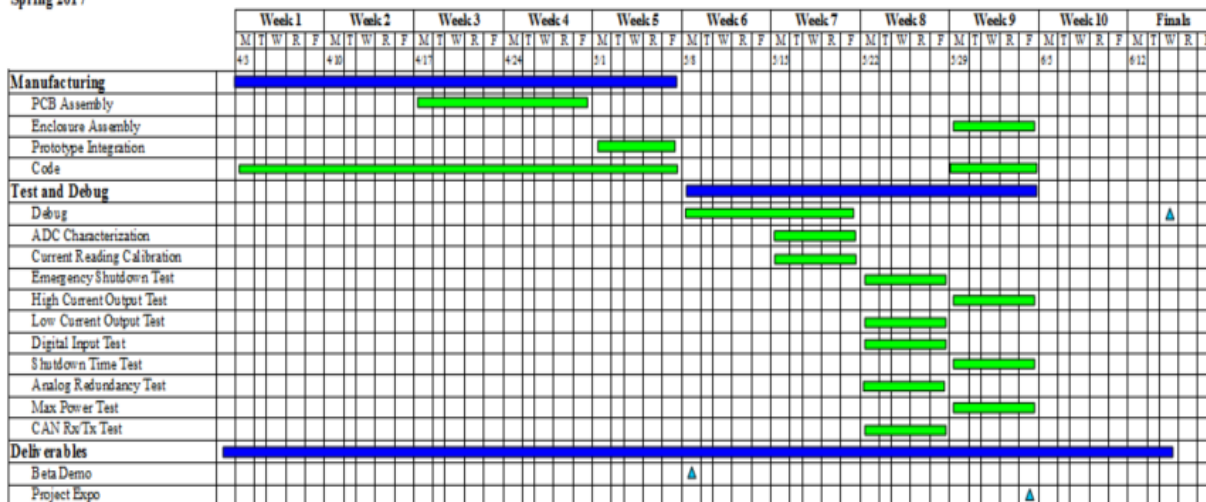 Spring 2017
Week 1 Week 2 Week 3 Week 4 Week 5 Week 6 Week 7 Week 8 Week 9 Week 10 Finals
M T W R F M T W R F M T W R F M T W R F M T W R F M T W R F M T W R F M T W R F M T W R F M T W R F M T W R
4/3 4/10 4/17 4/24 5/1 5/8 5/15 5/22 5/29 6/5 6/12
Manufacturing
PCB Assembly
Enclosure Assembly
Prototype Integration
Code
Test and Debug
Debug
ADC Characterization
Current Reading Calibration
Emergency Shutdown Test
High Current Output Test
Low Current Output Test
Digital Input Test
Shutdown Time Test
Analog Redundancy Test
Max Power Test
CAN Rx/Tx Test
Deliverables
Beta Demo
Project Expo